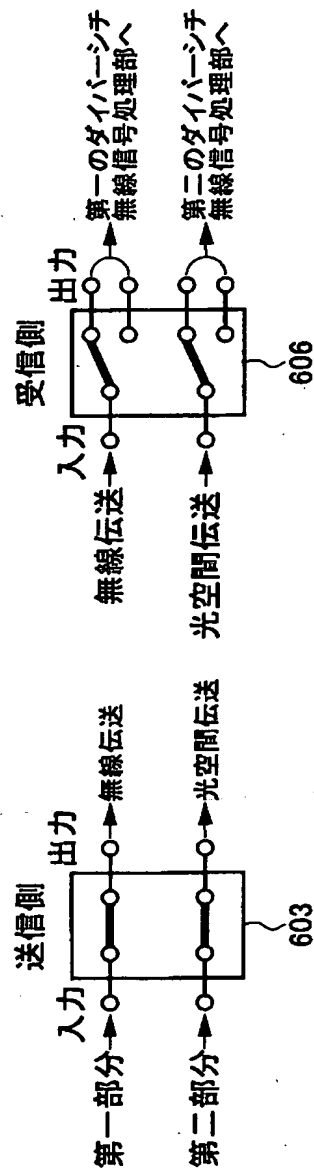 送信側
入力
出力
第一部分
無線伝送
第二部分
光空間伝送
603
受信側
入力
出力
無線伝送
第一のダイバーシチ
無線信号処理部へ
光空間伝送
第二のダイバーシチ
無線信号処理部へ
606